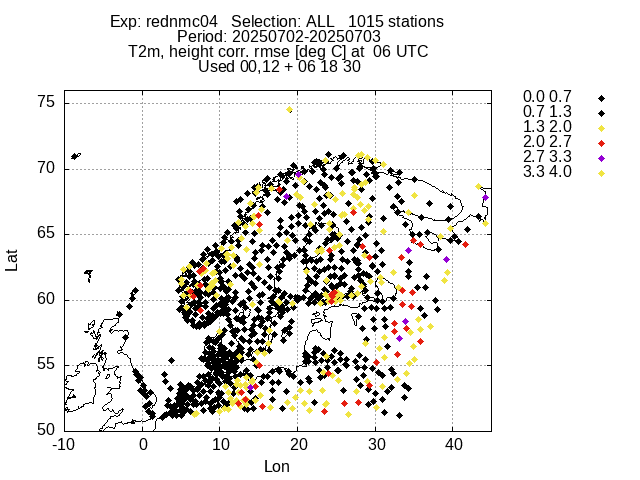 Exp: rednmc04   Selection: ALL   1015 stations
Period: 20250702-20250703
T2m, height corr. rmse [deg C] at  06 UTC
Used 00,12 + 06 18 30
0.0 0.7
0.7 1.3
1.3 2.0
2.0 2.7
2.7 3.3
3.3 4.0
75
70
65
60
55
50
Lat
-10 0 10 20 30 40
Lon